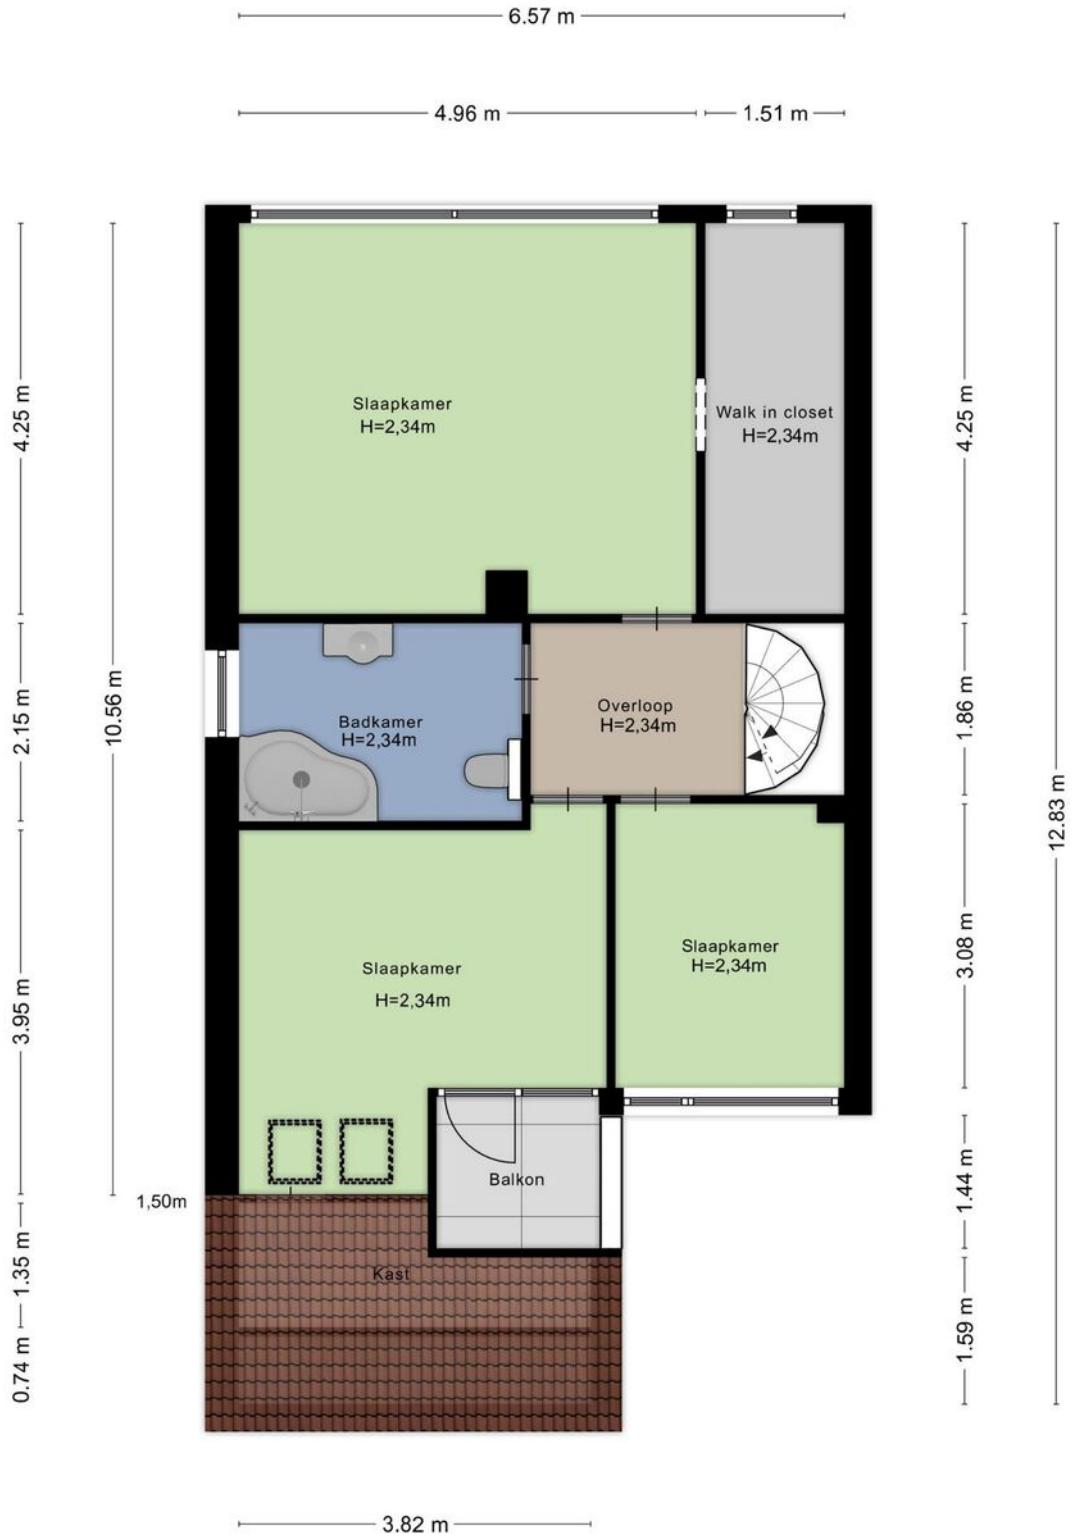 6.57 m
4.96 m
1.51 m
Slaapkamer
H=2,34m
Walk in closet
H=2,34m
4.25 m
4.25 m
10.56 m
2.15 m
Badkamer
H=2,34m
Overloop
H=2,34m
1.86 m
12.83 m
3.95 m
Slaapkamer
H=2,34m
Slaapkamer
H=2,34m
3.08 m
Balkon
1,50m
1.44 m
1.35 m
Kast
0.74 m
1.59 m
3.82 m